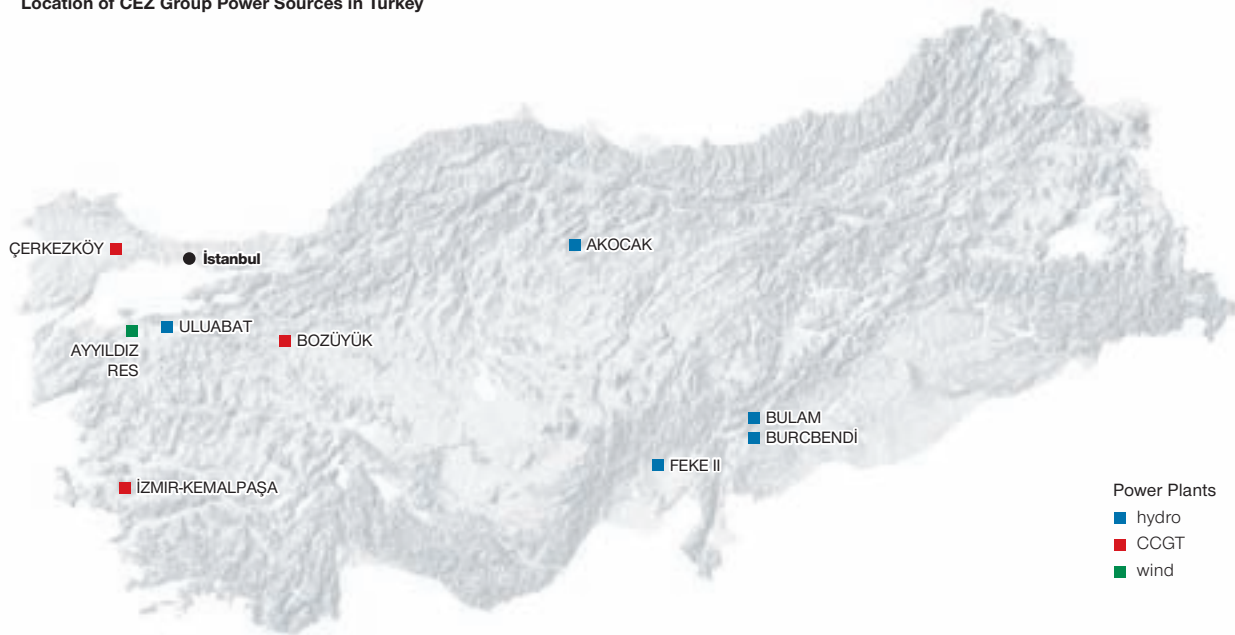 Location of CEZ Group Power Sources in Turkey
ÇERKEZKÖY
İstanbul
AKOCAK
ULUABAT
AYYILDIZ
RES
BOZÜYÜK
BULAM
BURCBENDİ
FEKE II
İZMIR-KEMALPAŞA
Power Plants
hydro
CCGT
wind